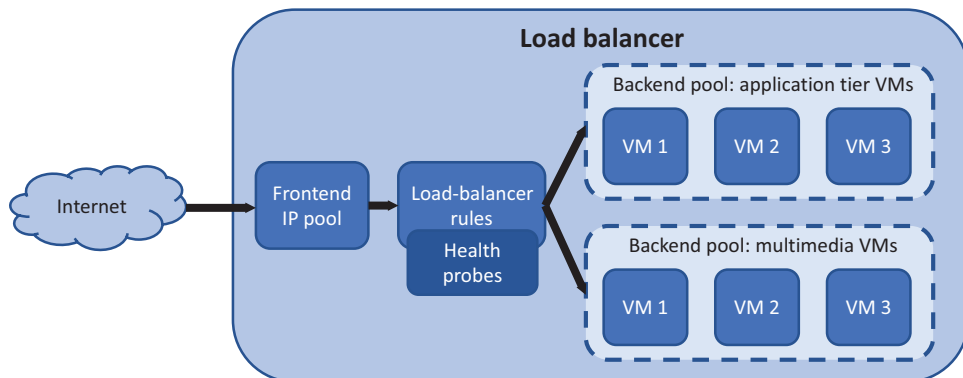 Load balancer
Backend pool: application tier VMs
VM 1
VM 2
VM 3
Internet
Frontend
IP pool
Load-balancer
rules
Health
probes
Backend pool: multimedia VMs
VM 1
VM 2
VM 3